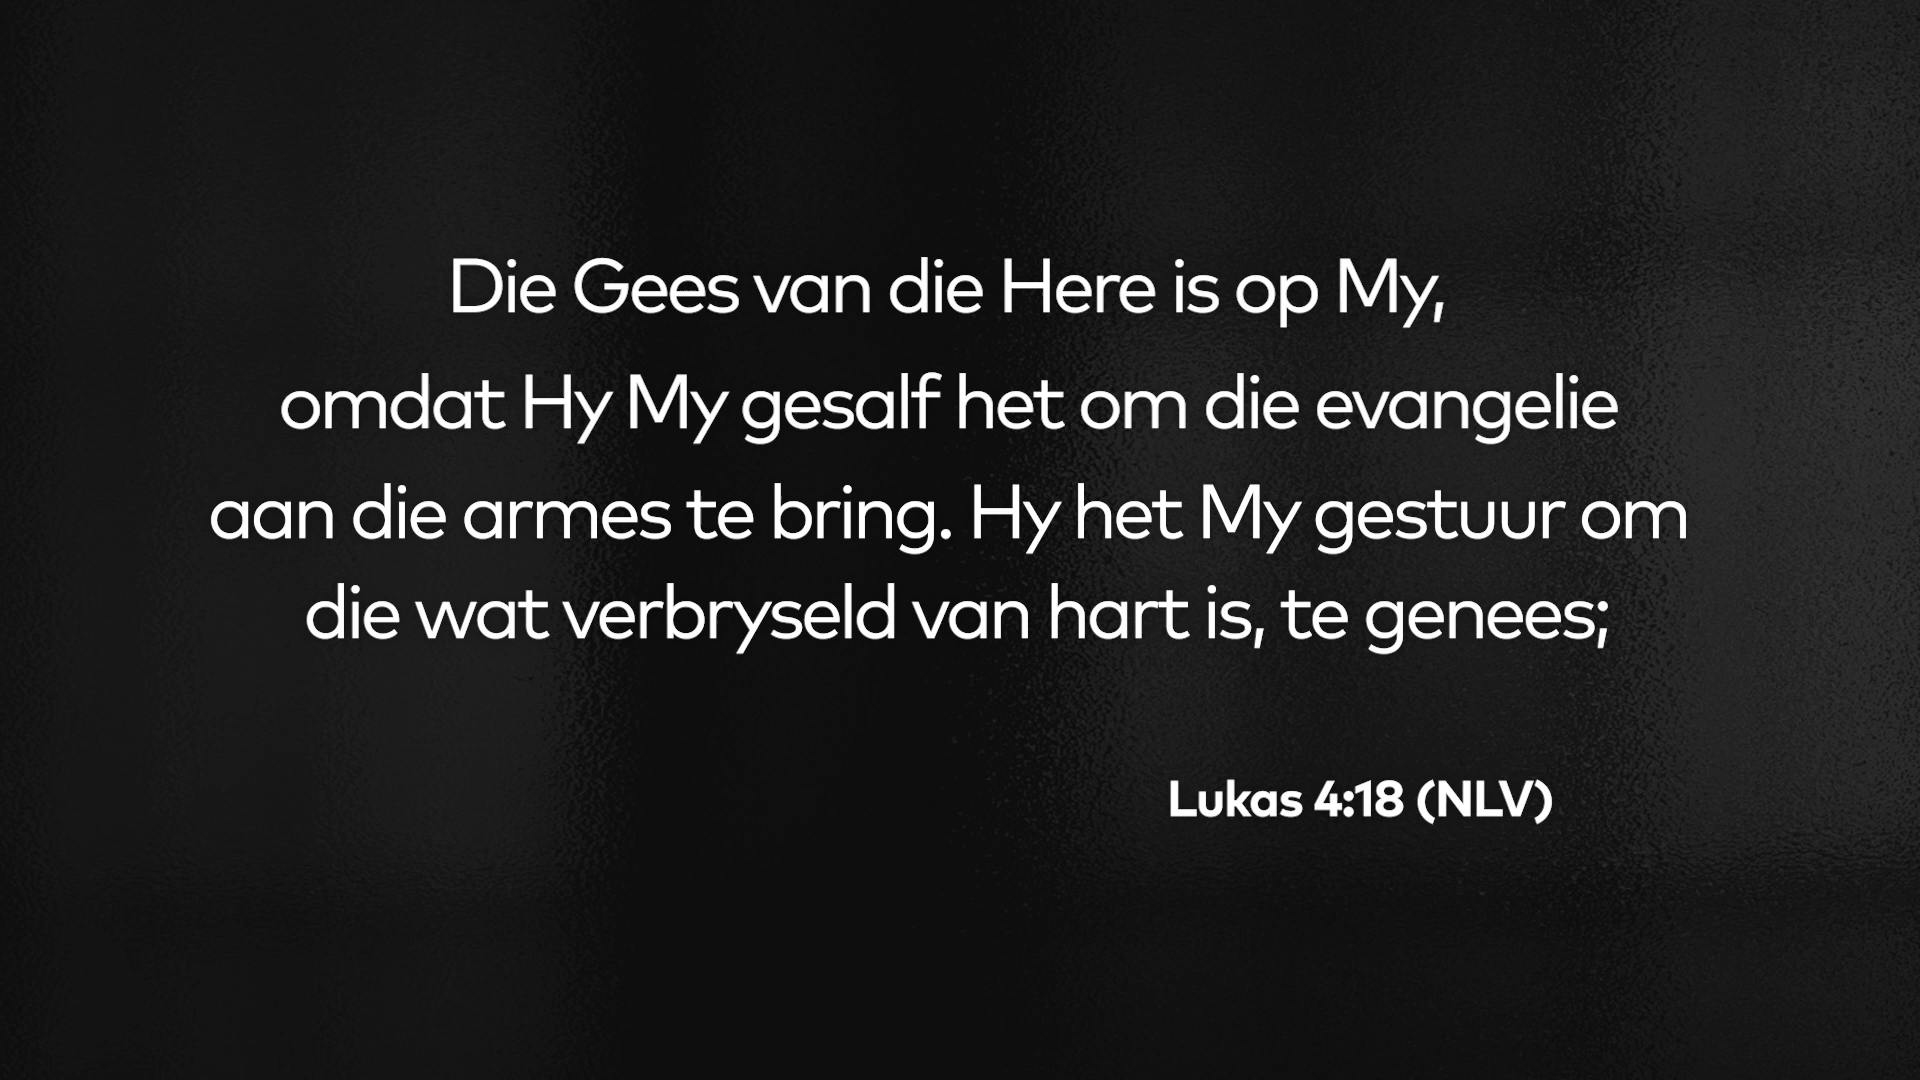 Die Gees van die Here is op My,
omdat Hy My gesalf het om die evangelie
aan die armes te bring. Hy het My gestuur om
die wat verbryseld van hart is, te genees;
Lukas 4:18 (NLV)